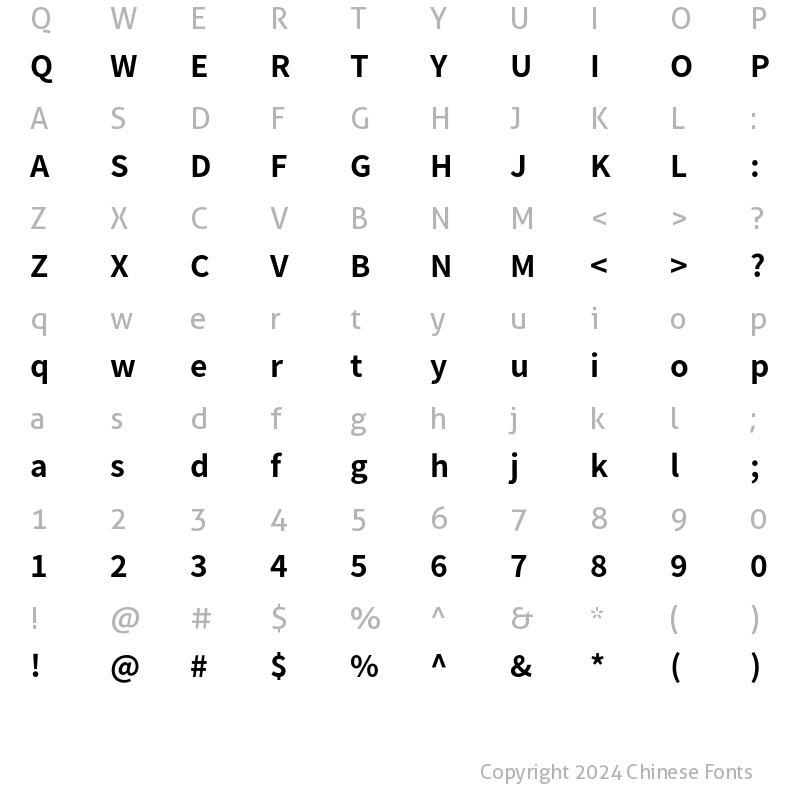 Q W E R T Y U I O P
Q W E R T Y U I O P
A S D F G H J K L :
A S D F G H J K L :
Z X C V B N M < > ?
Z X C V B N M < > ?
q w e r t y u i o p
q w e r t y u i o p
a s d f g h j k l ;
a s d f g h j k l ;
1 2 3 4 5 6 7 8 9 0
1 2 3 4 5 6 7 8 9 0
! @ # $ % ^ & * ( )
! @ # $ % ^ & * ( )
Copyright 2024 Chinese Fonts